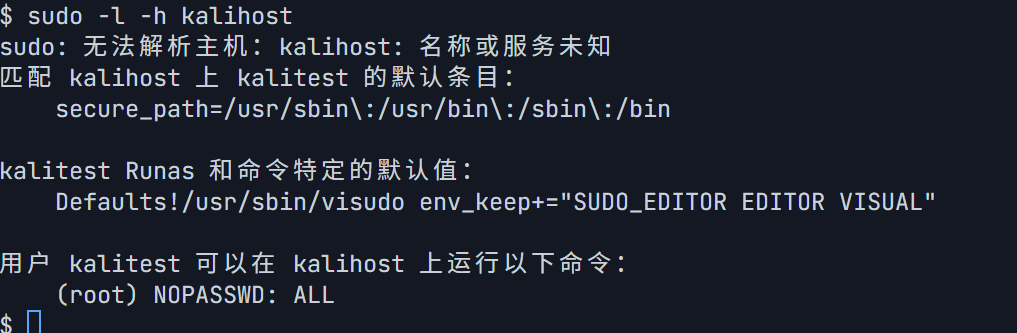 $ sudo -l -h kalihost
sudo: 无法解析主机：kalihost: 名称或服务未知
匹配 kalihost 上 kalitest 的默认条目：
    secure_path=/usr/sbin\:/usr/bin\:/sbin\:/bin

kalitest Runas 和命令特定的默认值：
    Defaults!/usr/sbin/visudo env_keep+="SUDO_EDITOR EDITOR VISUAL"

用户 kalitest 可以在 kalihost 上运行以下命令：
    (root) NOPASSWD: ALL
$